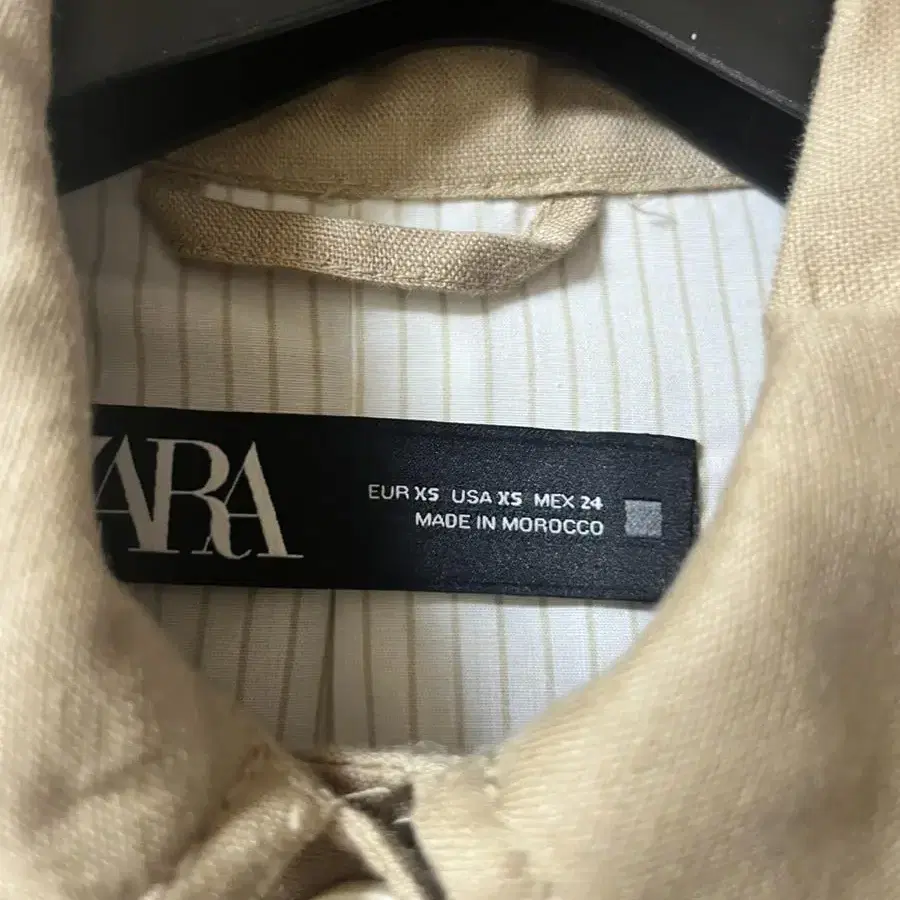 ZARA
EUR XS USA XS MEX 24
MADE IN MOROCCO